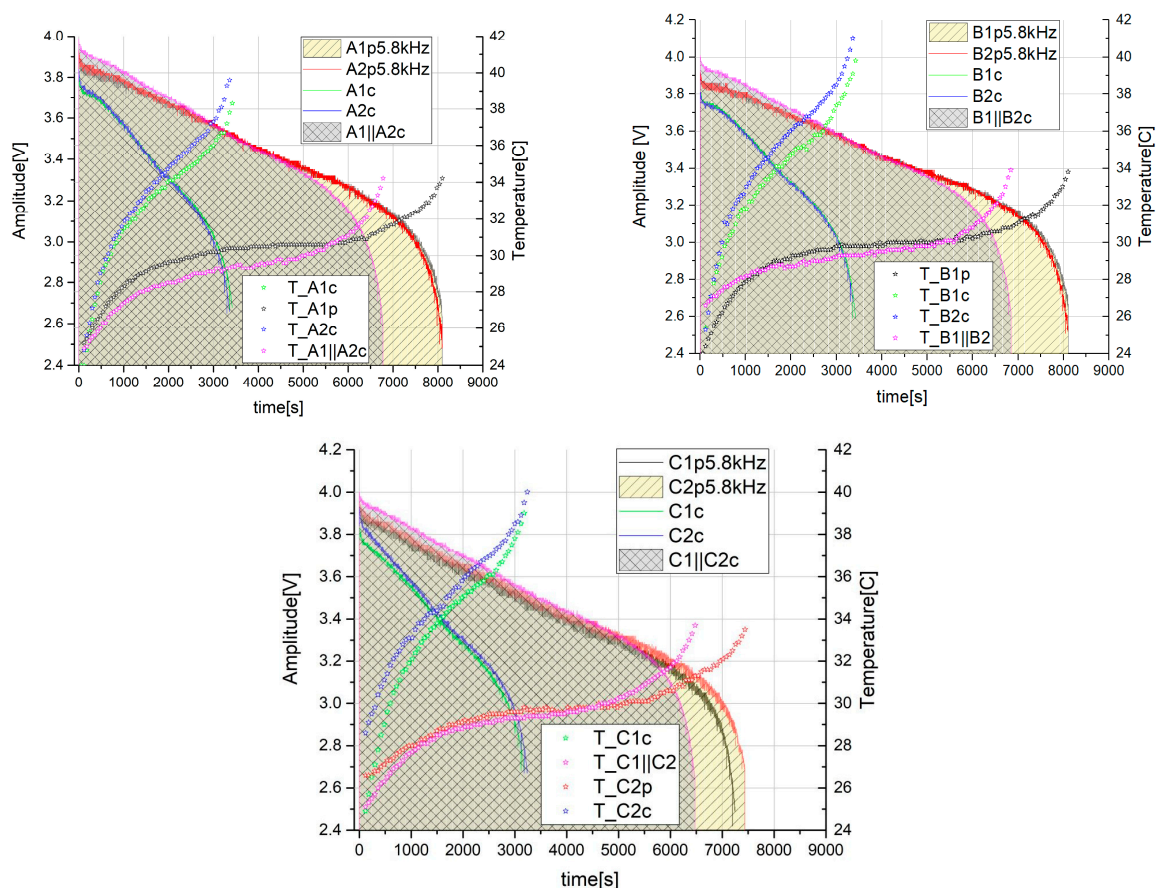 4.0
3.8
3.6
3.4
3.2
3.0
2.8
2.6
2.4
Amplitude[V]
0 1000 2000 3000 4000 5000 6000 7000 8000 9000
time[s]
42
40
38
36
34
32
30
28
26
24
Temperature[C]
A1p5.8kHz
A2p5.8kHz
A1c
A2c
A1||A2c
T_A1c
T_A1p
T_A2c
T_A1||A2c
4.2
4.0
3.8
3.6
3.4
3.2
3.0
2.8
2.6
2.4
Amplitude [V]
0 1000 2000 3000 4000 5000 6000 7000 8000 9000
time[s]
42
40
38
36
34
32
30
28
26
24
Temperature[C]
B1p5.8kHz
B2p5.8kHz
B1c
B2c
B1||B2c
T_B1p
T_B1c
T_B2c
T_B1||B2
4.2
4.0
3.8
3.6
3.4
3.2
3.0
2.8
2.6
2.4
Amplitude[V]
0 1000 2000 3000 4000 5000 6000 7000 8000 9000
time[s]
42
40
38
36
34
32
30
28
26
24
Temperature[C]
C1p5.8kHz
C2p5.8kHz
C1c
C2c
C1||C2c
T_C1c
T_C1||C2
T_C2p
T_C2c